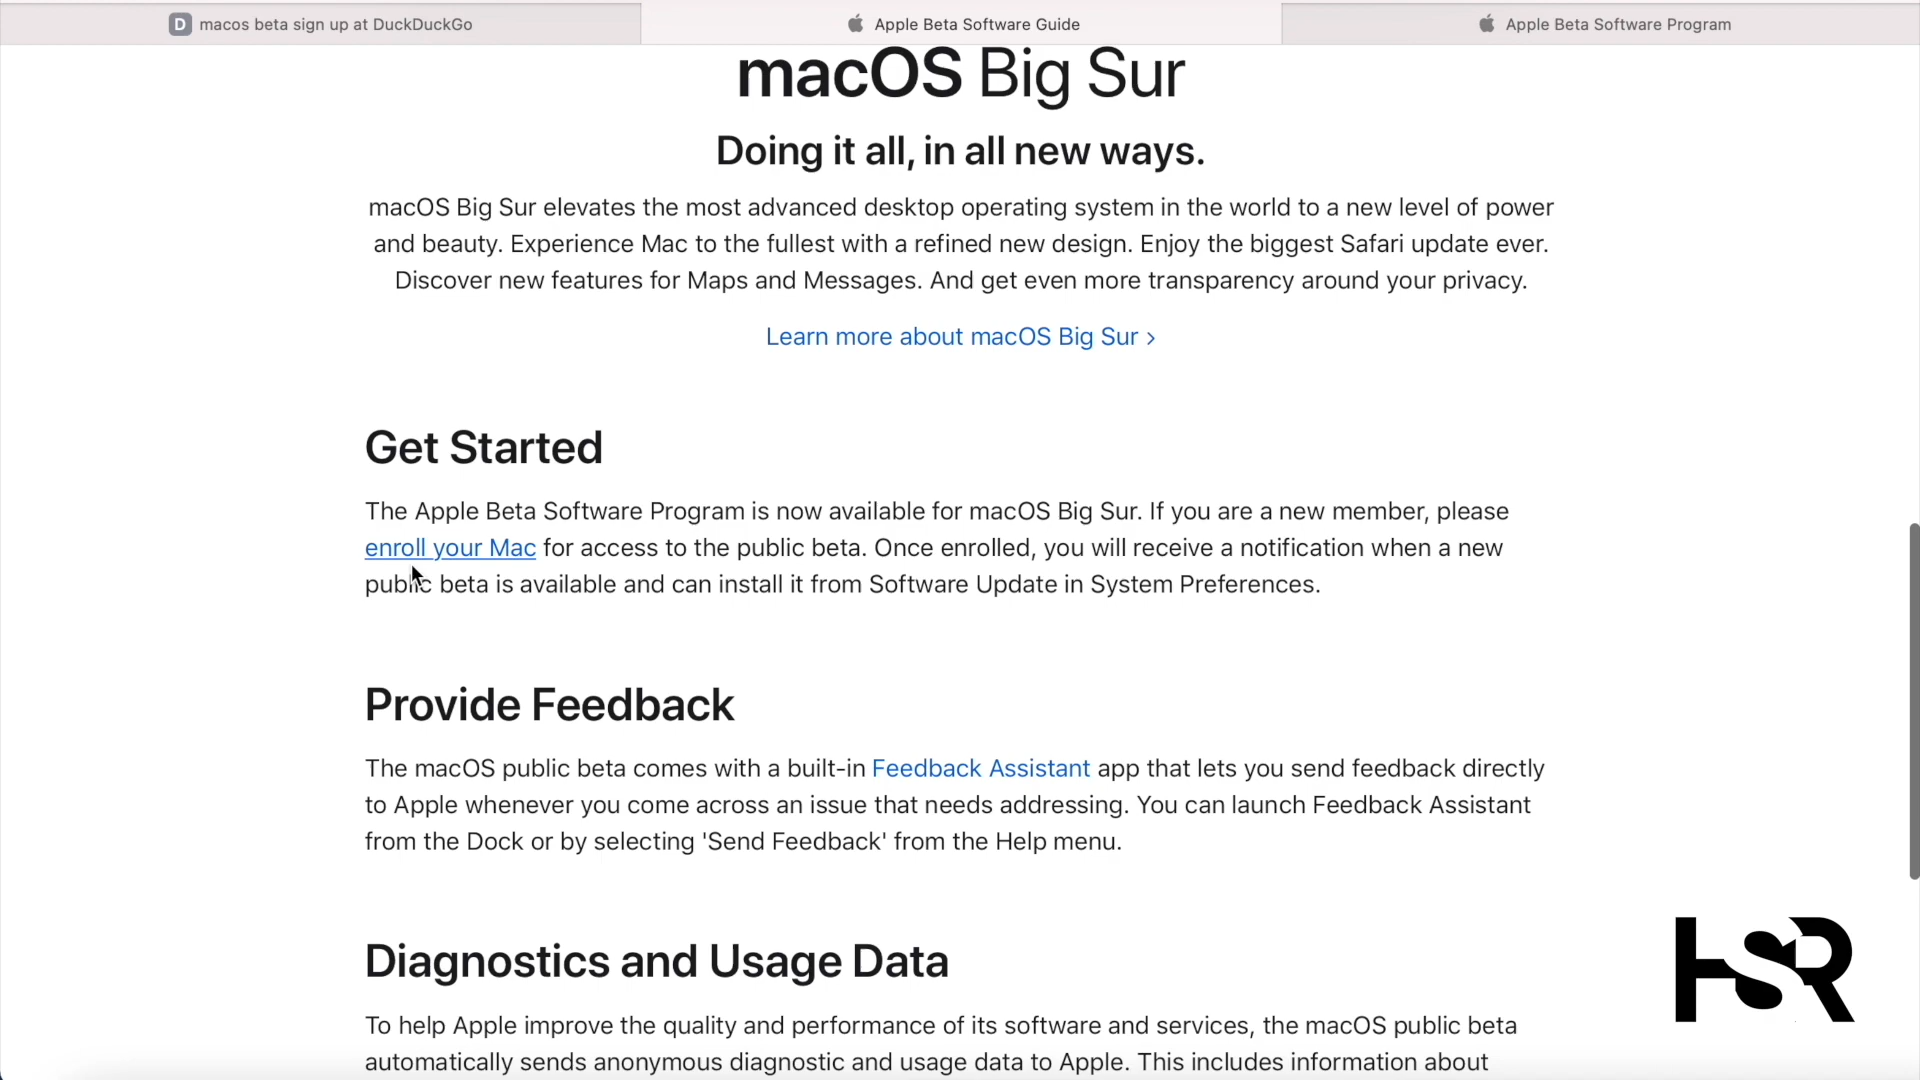 D macos beta sign up at DuckDuckGo
Apple Beta Software Guide
Apple Beta Software Program
macOS Big Sur
Doing it all, in all new ways.
macOS Big Sur elevates the most advanced desktop operating system in the world to a new level of power
and beauty. Experience Mac to the fullest with a refined new design. Enjoy the biggest Safari update ever.
Discover new features for Maps and Messages. And get even more transparency around your privacy.
Learn more about macOS Big Sur >
Get Started
The Apple Beta Software Program is now available for macOS Big Sur. If you are a new member, please
enroll your Mac for access to the public beta. Once enrolled, you will receive a notification when a new
public beta is available and can install it from Software Update in System Preferences.
Provide Feedback
The macOS public beta comes with a built-in Feedback Assistant app that lets you send feedback directly
to Apple whenever you come across an issue that needs addressing. You can launch Feedback Assistant
from the Dock or by selecting 'Send Feedback' from the Help menu.
Diagnostics and Usage Data
To help Apple improve the quality and performance of its software and services, the macOS public beta
automatically sends anonymous diagnostic and usage data to Apple. This includes information about
HSR